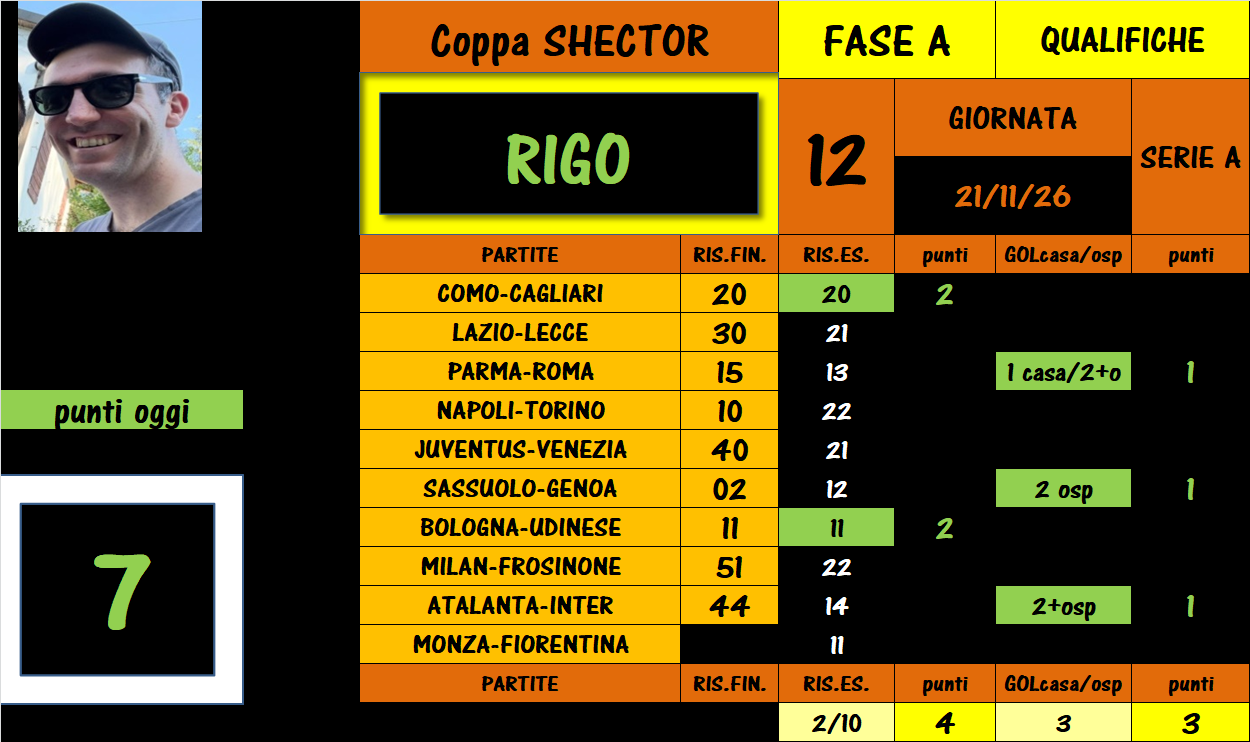 Coppa SHECTOR FASE A QUALIFICHE
RIGO 12 GIORNATA SERIE A
21/11/26
PARTITE RIS.FIN. RIS.ES. punti GOLcasa/osp punti
COMO-CAGLIARI 20 20 2
LAZIO-LECCE 30 21
PARMA-ROMA 15 13 1 casa/2+o 1
punti oggi
NAPOLI-TORINO 10 22
JUVENTUS-VENEZIA 40 21
SASSUOLO-GENOA 02 12 2 osp 1
BOLOGNA-UDINESE 11 11 2
7
MILAN-FROSINONE 51 22
ATALANTA-INTER 44 14 2+osp 1
MONZA-FIORENTINA 11
PARTITE RIS.FIN. RIS.ES. punti GOLcasa/osp punti
2/10 4 3 3